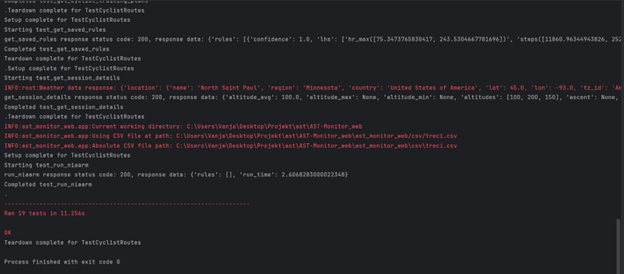 .Teardown complete for TestCyclistRoutes
Setup complete for TestCyclistRoutes
Starting test_get_saved_rules
get_saved_rules response status code: 200, response data: {'rules': [{'confidence': 1.0, 'lhs': ['hr_max([75.3473765830417, 243.5304667781696])', 'steps([11860.96344943826, 252
Completed test_get_saved_rules
Teardown complete for TestCyclistRoutes
.Setup complete for TestCyclistRoutes
Starting test_get_session_details
INFO:root:Weather data response: {'location': {'name': 'North Saint Paul', 'region': 'Minnesota', 'country': 'United States of America', 'lat': 45.0, 'lon': -93.0, 'tz_id': 'Am
get_session_details response status code: 200, response data: {'altitude_avg': 100.0, 'altitude_max': None, 'altitude_min': None, 'altitudes': [100, 200, 150], 'ascent': None,
Completed test_get_session_details
.Teardown complete for TestCyclistRoutes
INFO:ast_monitor_web.app:Current working directory: C:\Users\Vanja\Desktop\Projekt\ast\AST-Monitor_web
INFO:ast_monitor_web.app:Using CSV file at path: C:\Users\Vanja\Desktop\Projekt\ast\AST-Monitor_web\ast_monitor_web/csv/treci.csv
INFO:ast_monitor_web.app:Absolute CSV file path: C:\Users\Vanja\Desktop\Projekt\ast\AST-Monitor_web\ast_monitor_web\csv\treci.csv
Setup complete for TestCyclistRoutes
Starting test_run_niaarm
run_niaarm response status code: 200, response data: {'rules': [], 'run_time': 2.6068283000022348}
Completed test_run_niaarm
.
----------------------------------------------------------------------
Ran 19 tests in 11.256s
OK
Teardown complete for TestCyclistRoutes
Process finished with exit code 0